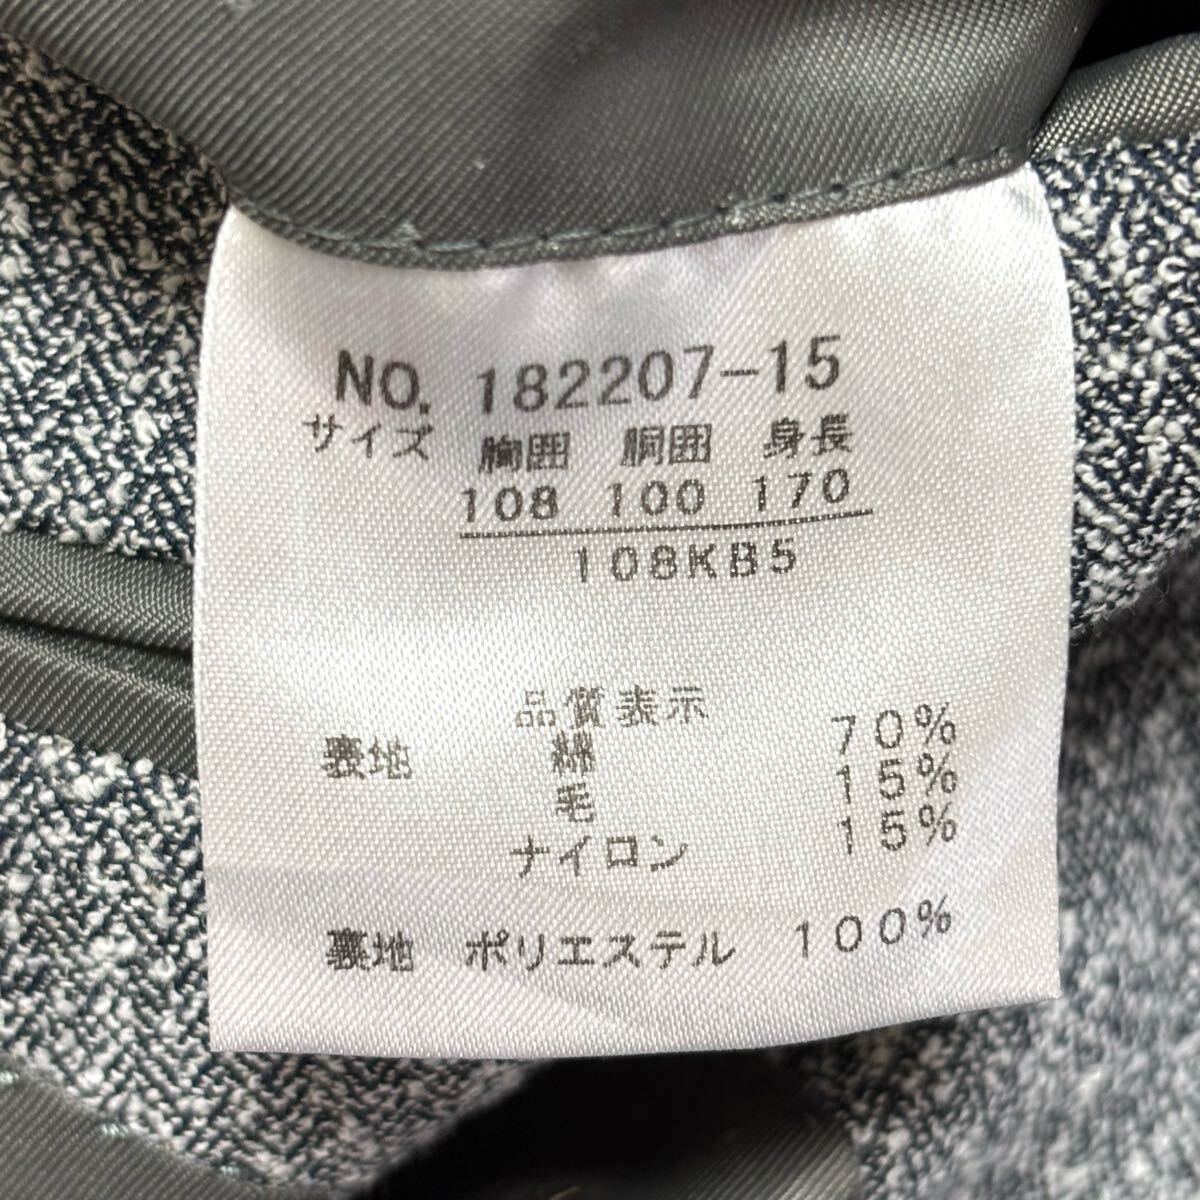 NO. 182207-15
サイズ 胸囲 胴囲 身長
108 100 170
108KB5
品質表示
表地 綿 70%
毛 15%
ナイロン 15%
裏地 ポリエステル 100%